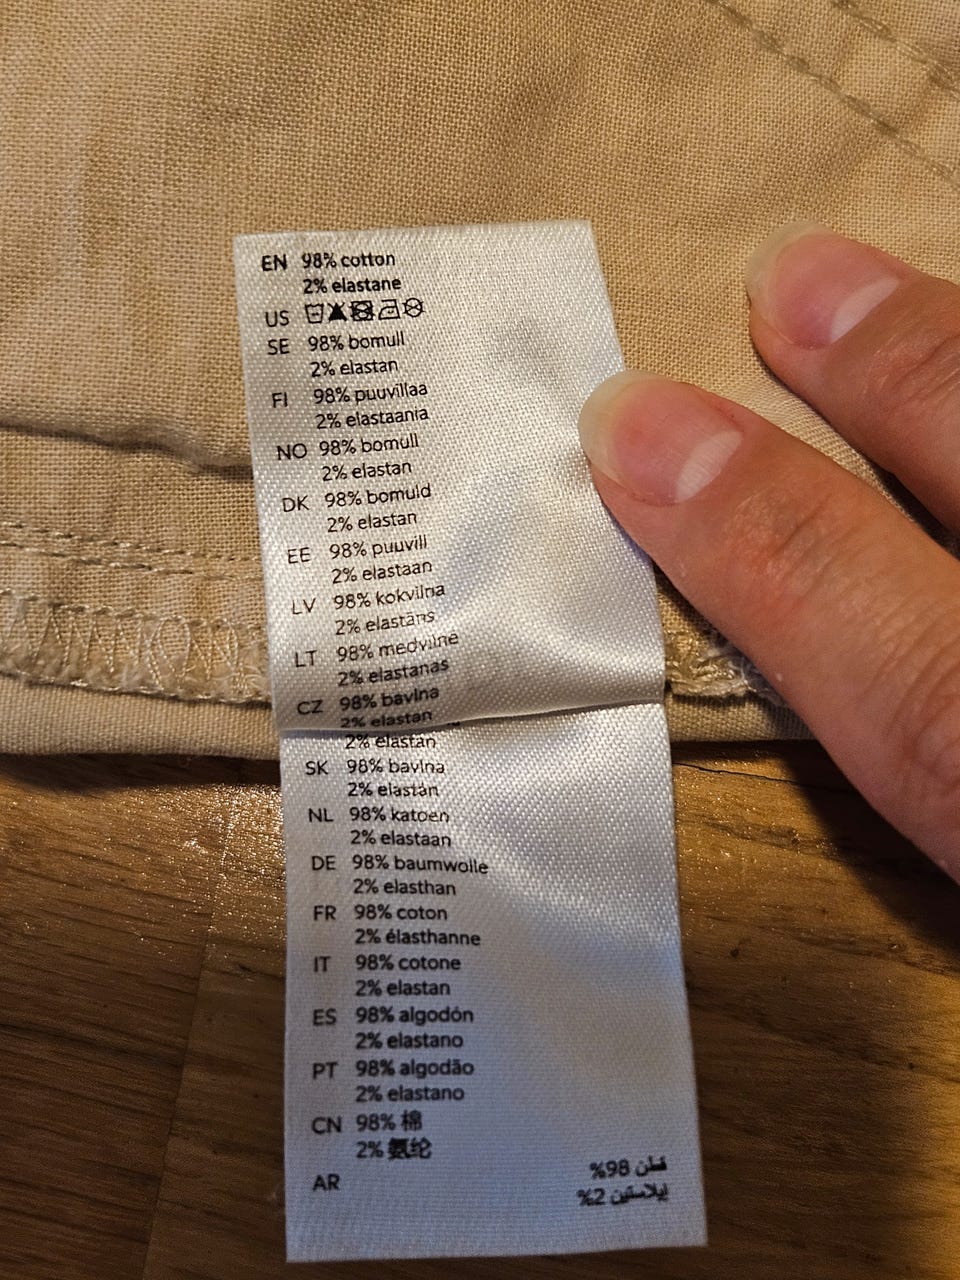 EN 98% cotton
2% elastane
US
SE 98% bomull
2% elastan
FI 98% puuvillaa
2% elastaania
NO 98% bomull
2% elastan
DK 98% bomuld
2% elastan
EE 98% puuvill
2% elastaan
LV 98% kokvilna
2% elastāns
LT 98% medvilnė
2% elastanas
CZ 98% bavlna
2% elastan
2% elastan
SK 98% bavlna
2% elastán
NL 98% katoen
2% elastaan
DE 98% baumwolle
2% elasthan
FR 98% coton
2% élasthanne
IT 98% cotone
2% elastan
ES 98% algodón
2% elastano
PT 98% algodão
2% elastano
CN 98% 棉
2% 氨纶
AR قطن 98%
إيلاستين 2%